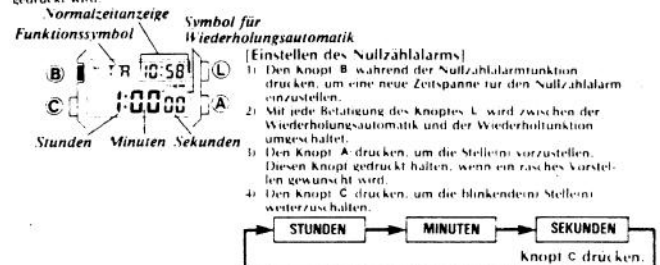 gedrückt wird.
Normalzeitanzeige
Symbol für
Funktionssymbol
Wiederholungsautomatik
B
TR 10:58
L
C
1:0.0 00
A
Stunden Minuten Sekunden
[Einstellen des Nullzählalarms]
1) Den Knopf B während der Nullzählalarmfunktion
drücken, um eine neue Zeitspanne für den Nullzählalarm
einzustellen.
2) Mit jede Betätigung des Knopfes L wird zwischen der
Wiederholungsautomatik und der Wiederholfunktion
umgeschaltet.
3) Den Knopf A drücken, um die Stelle(n) vorzustellen.
Diesen Knopf gedrückt halten, wenn ein rasches Vorstel-
len gewünscht wird.
4) Den Knopf C drücken, um die blinkende(n) Stelle(n)
weiterzuschalten.
STUNDEN MINUTEN SEKUNDEN
Knopf C drücken.